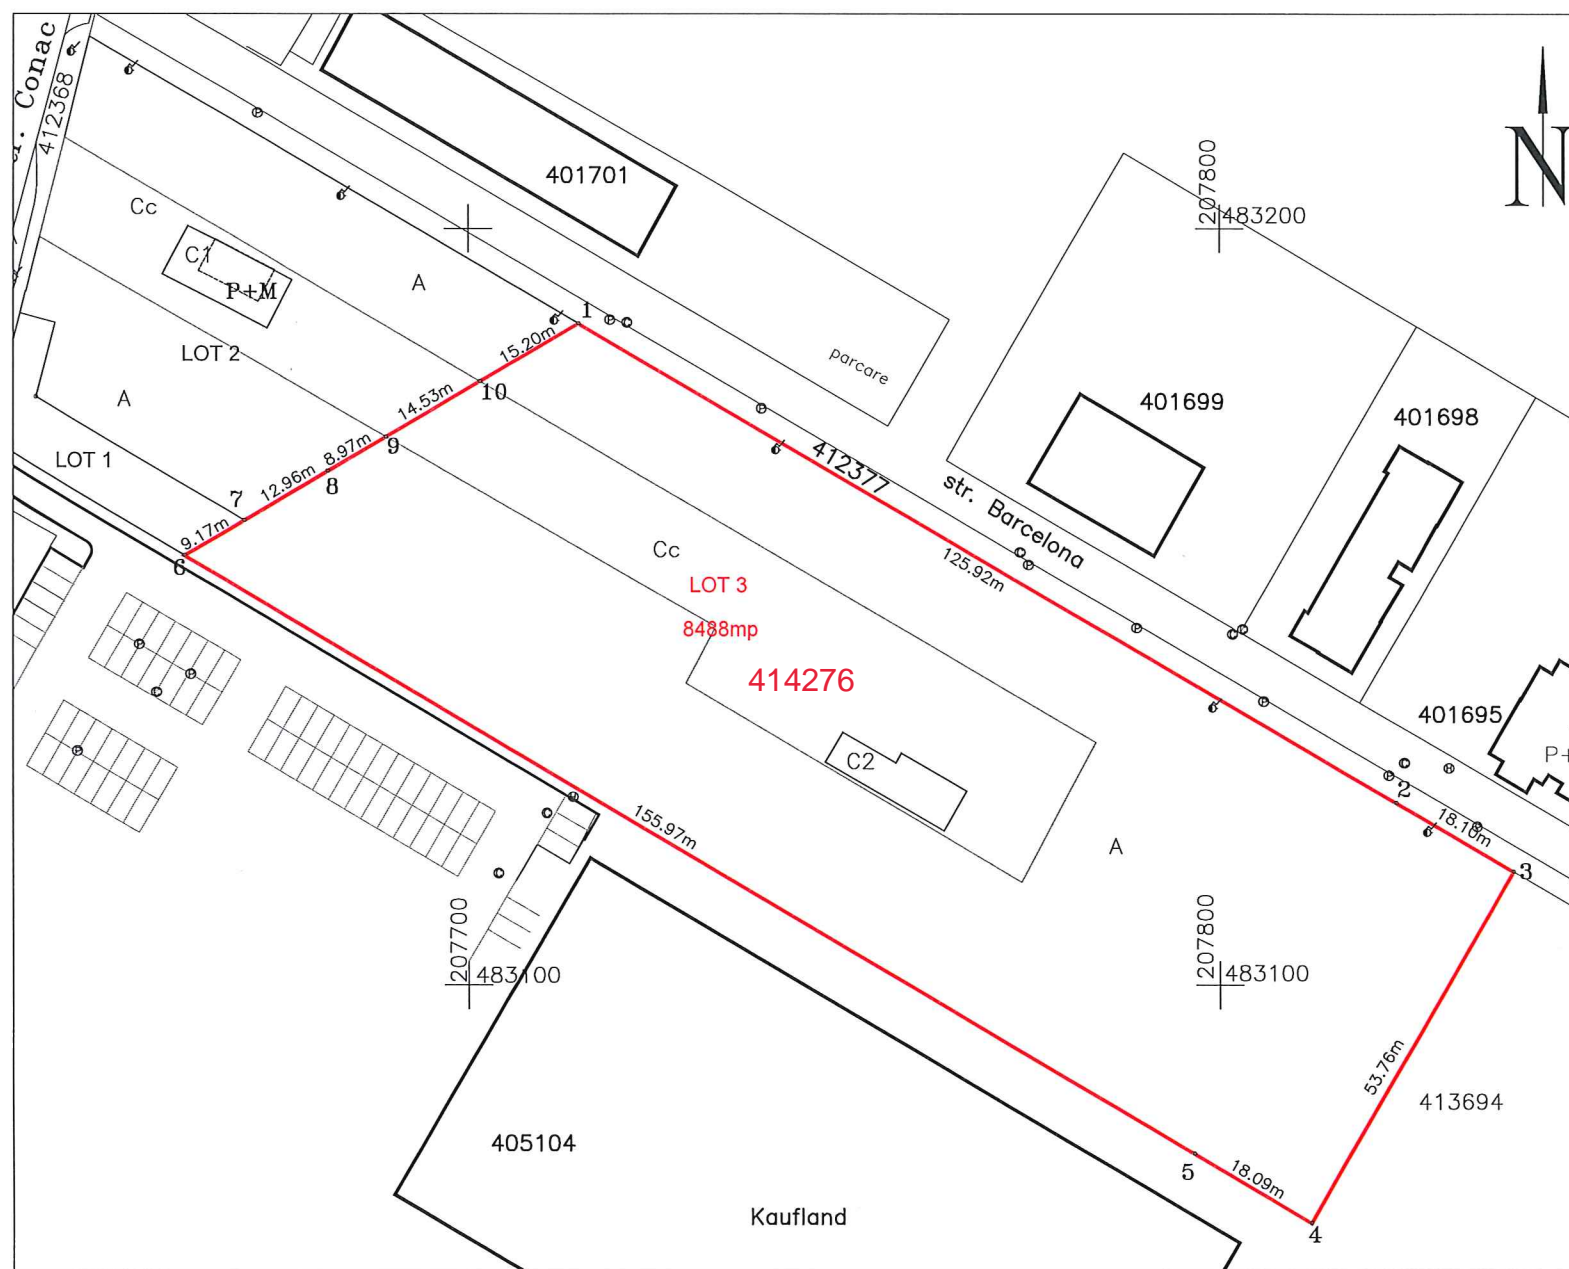 Conac
412368
401701
207800
483200
N
Cc
C1
P+M
A
1
15.20m
LOT 2
10
parcare
401699
401698
14.53m
A
9
8.97m
412377
LOT 1
12.96m
8
str. Barcelona
7
9.17m
6
Cc
125.92m
LOT 3
8488mp
414276
401695
P+
C2
2
155.97m
18.10m
A
3
207700
483100
207800
483100
53.76m
413694
405104
5
18.09m
Kaufland
4